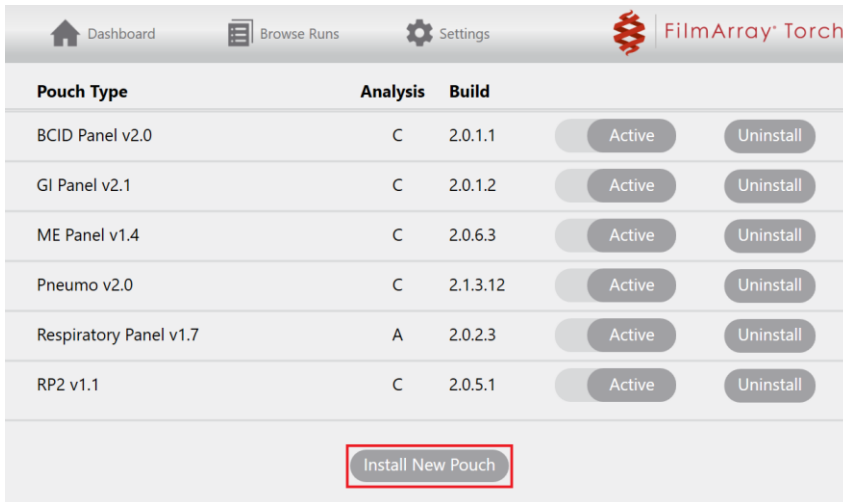 Dashboard Browse Runs Settings FilmArray® Torch
Pouch Type Analysis Build
BCID Panel v2.0 C 2.0.1.1 Active Uninstall
GI Panel v2.1 C 2.0.1.2 Active Uninstall
ME Panel v1.4 C 2.0.6.3 Active Uninstall
Pneumo v2.0 C 2.1.3.12 Active Uninstall
Respiratory Panel v1.7 A 2.0.2.3 Active Uninstall
RP2 v1.1 C 2.0.5.1 Active Uninstall
Install New Pouch